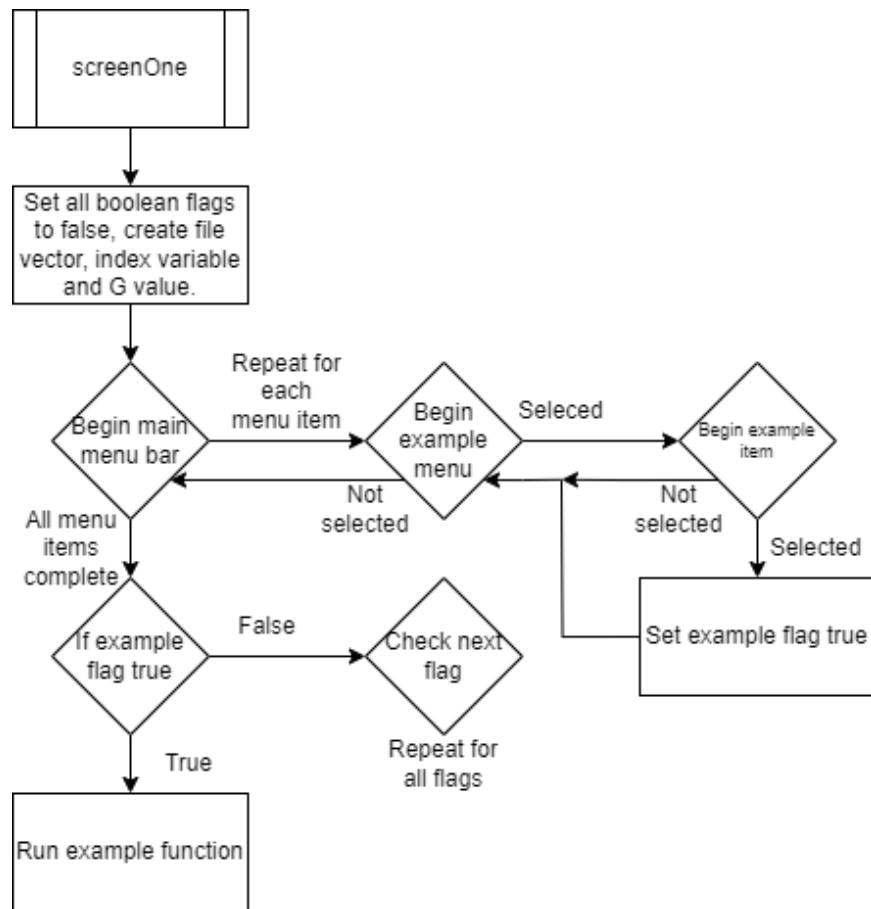 screenOne
Set all boolean flags
to false, create file
vector, index variable
and G value.
Repeat for
each
menu item
Begin main
menu bar
Begin
example
menu
Seleced
Begin example
item
Not
selected
Not
selected
All menu
items
complete
Selected
Set example flag true
If example
flag true
False
Check next
flag
Repeat for
all flags
True
Run example function